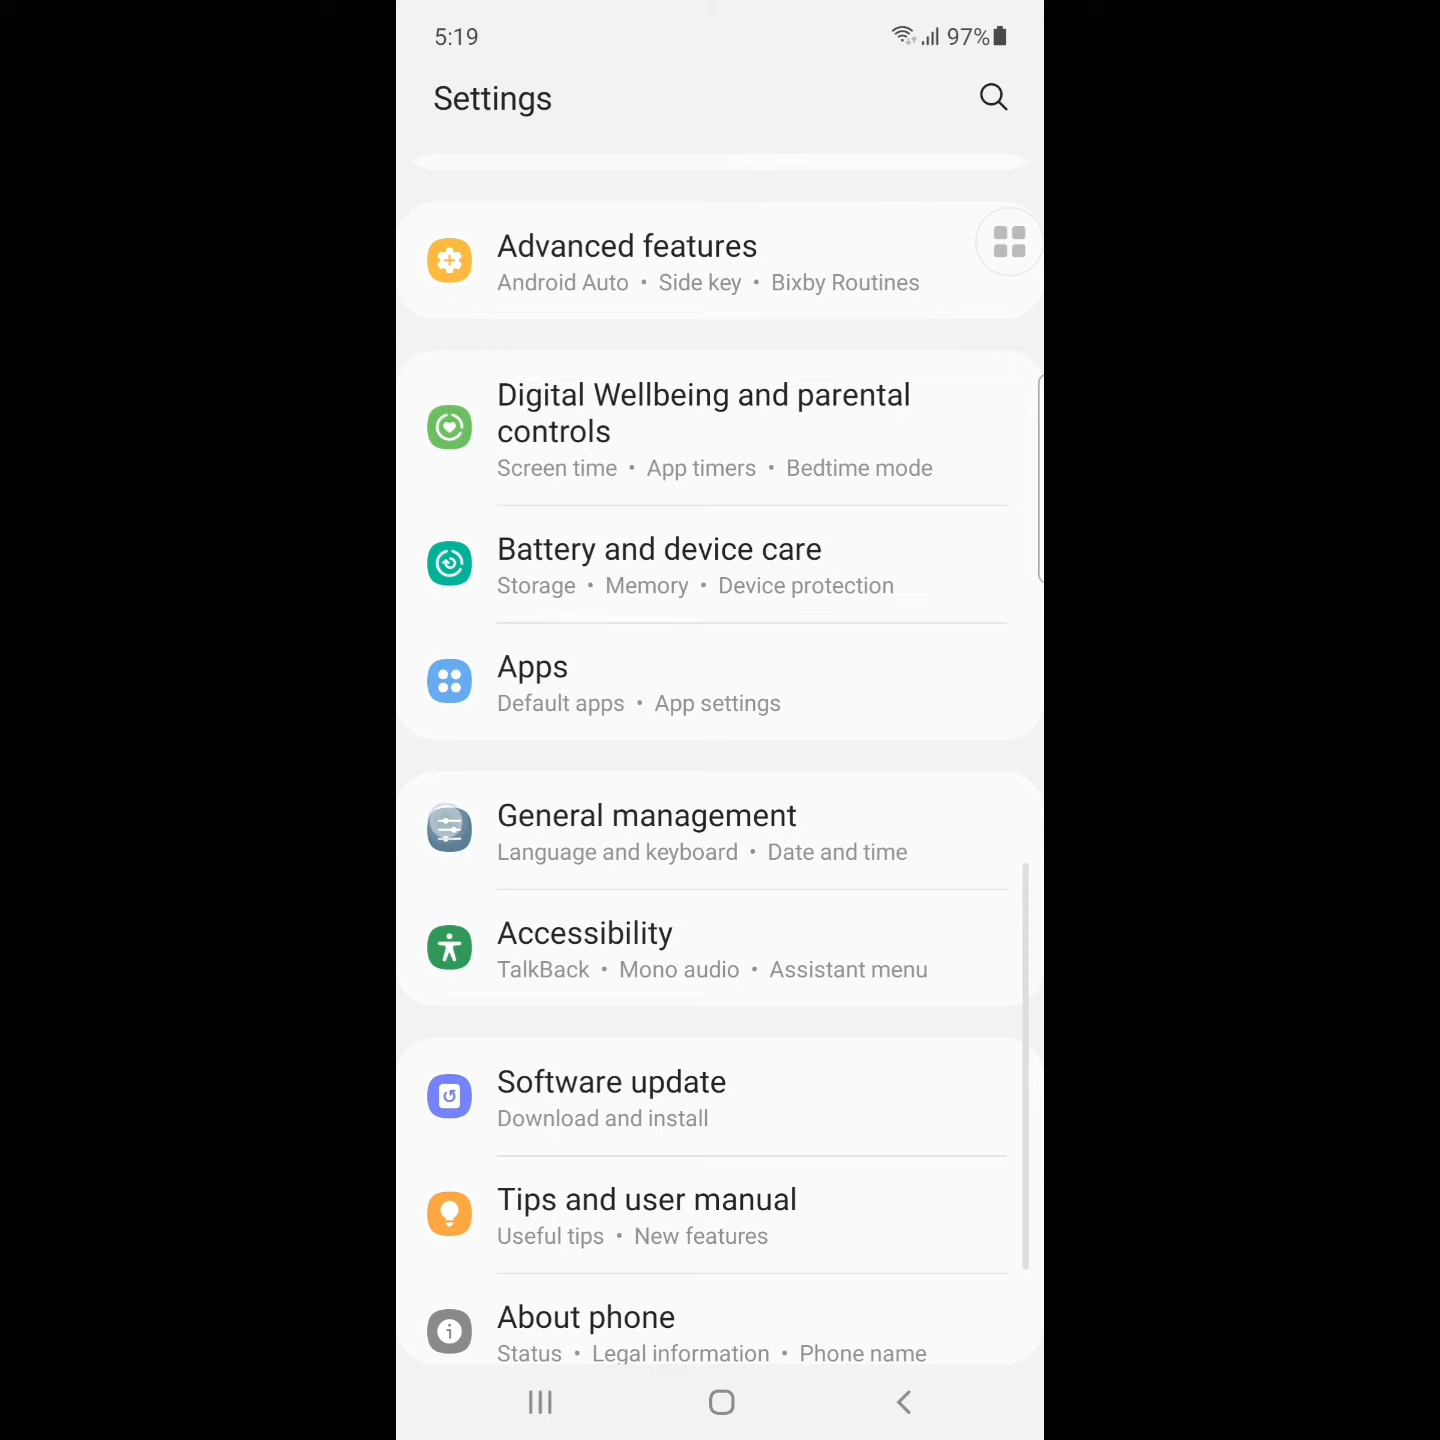 5:19
97%
Settings
Advanced features
Android Auto • Side key • Bixby Routines
Digital Wellbeing and parental
controls
Screen time • App timers • Bedtime mode
Battery and device care
Storage • Memory • Device protection
Apps
Default apps • App settings
General management
Language and keyboard • Date and time
Accessibility
TalkBack • Mono audio • Assistant menu
Software update
Download and install
Tips and user manual
Useful tips • New features
About phone
Status • Legal information • Phone name